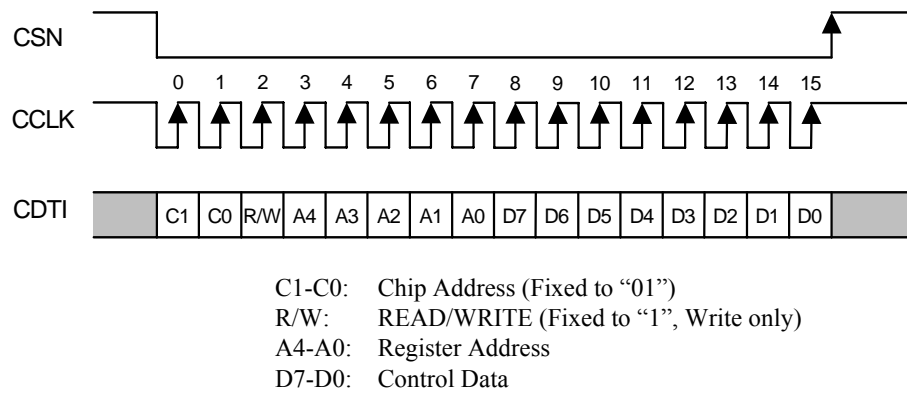 CSN
0 1 2 3 4 5 6 7 8 9 10 11 12 13 14 15
CCLK
CDTI C1 C0 R/W A4 A3 A2 A1 A0 D7 D6 D5 D4 D3 D2 D1 D0
C1-C0: Chip Address (Fixed to “01”)
R/W: READ/WRITE (Fixed to “1”, Write only)
A4-A0: Register Address
D7-D0: Control Data